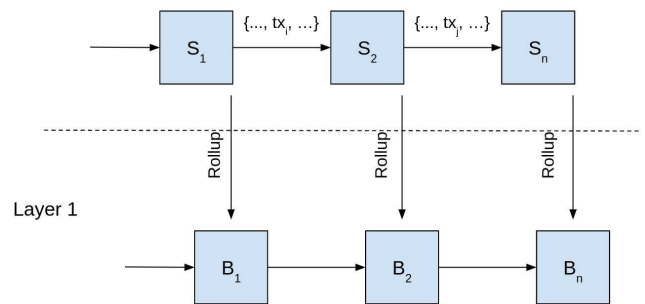 {..., txᵢ, …} {..., txⱼ, …}
S₁ S₂ Sₙ
Rollup Rollup Rollup
Layer 1
B₁ B₂ Bₙ